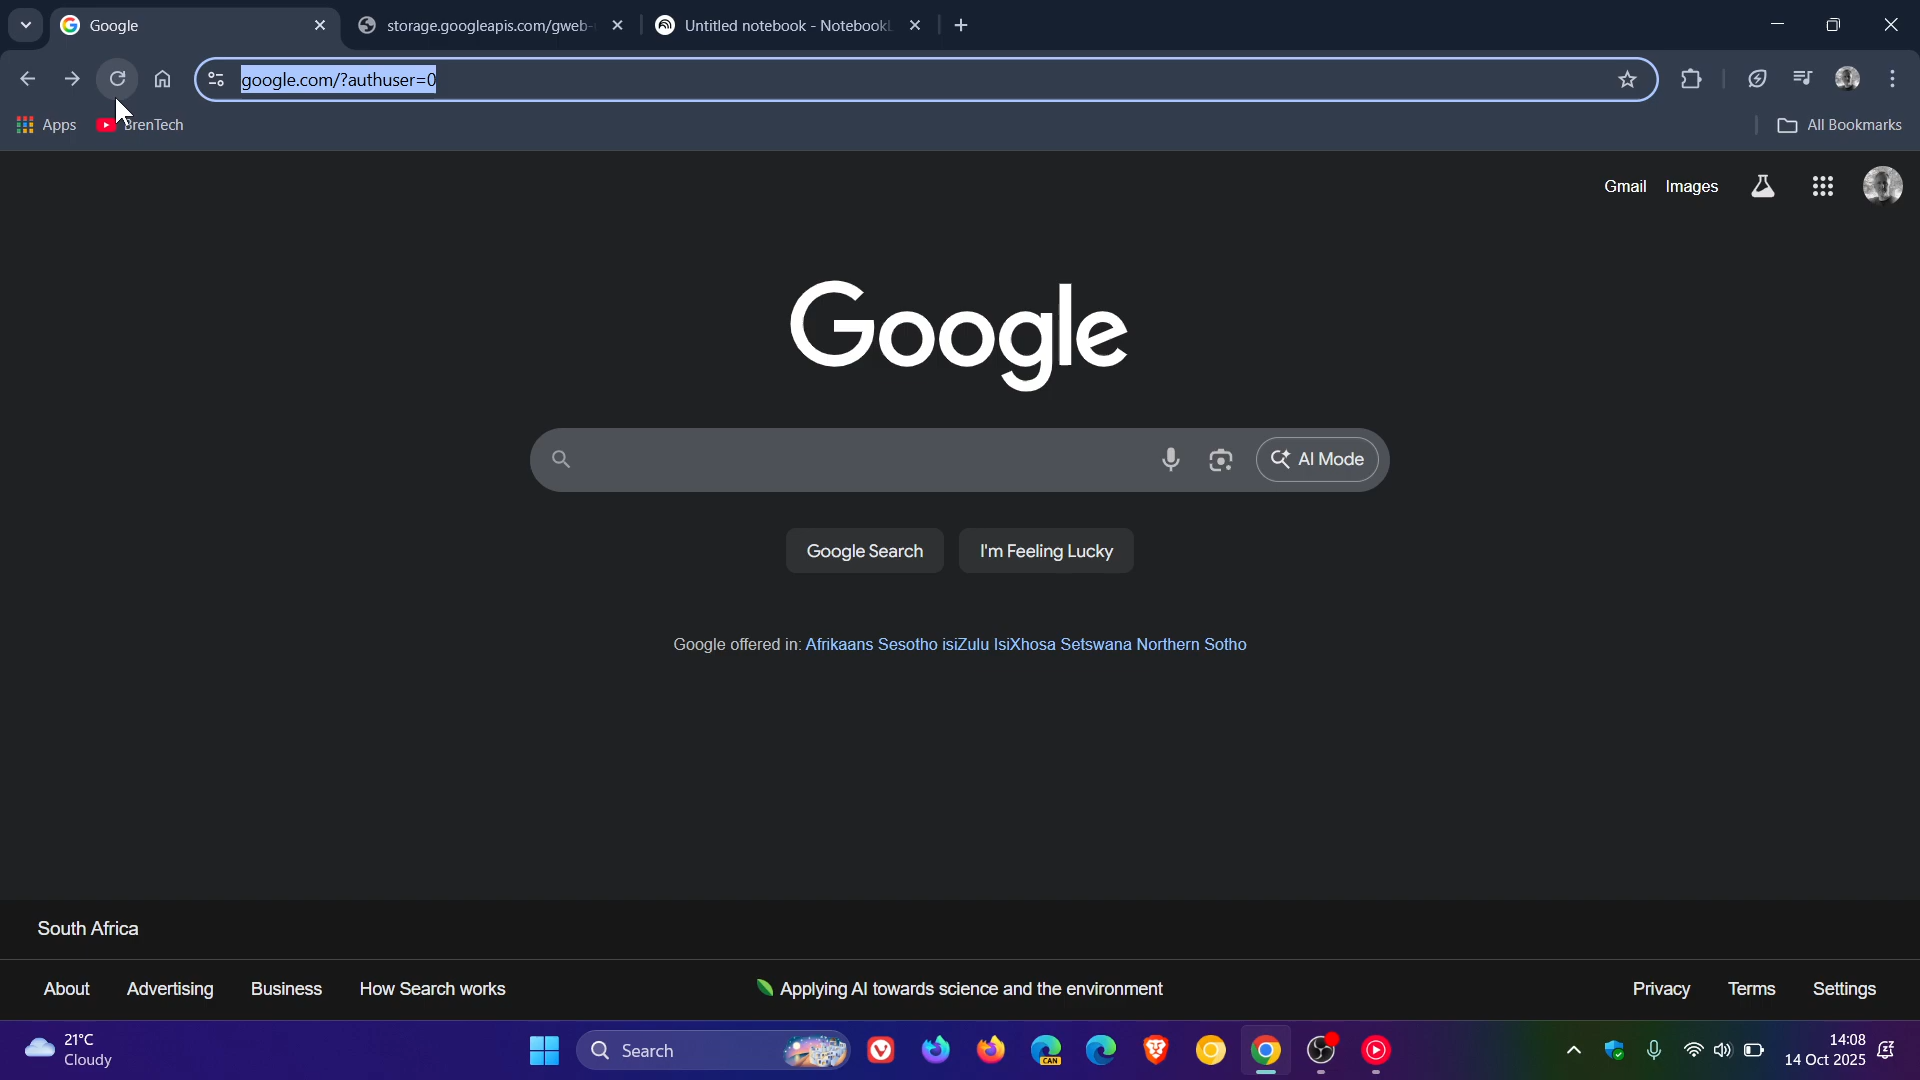 Google
storage.googleapis.com/gweb-
Untitled notebook - NotebookL
google.com/?authuser=0
Apps
BrenTech
All Bookmarks
Gmail
Images
Google
AI Mode
Google Search
I'm Feeling Lucky
Google offered in: Afrikaans Sesotho isiZulu IsiXhosa Setswana Northern Sotho
South Africa
About
Advertising
Business
How Search works
Applying AI towards science and the environment
Privacy
Terms
Settings
21°C
Cloudy
Search
CAN
14:08
14 Oct 2025